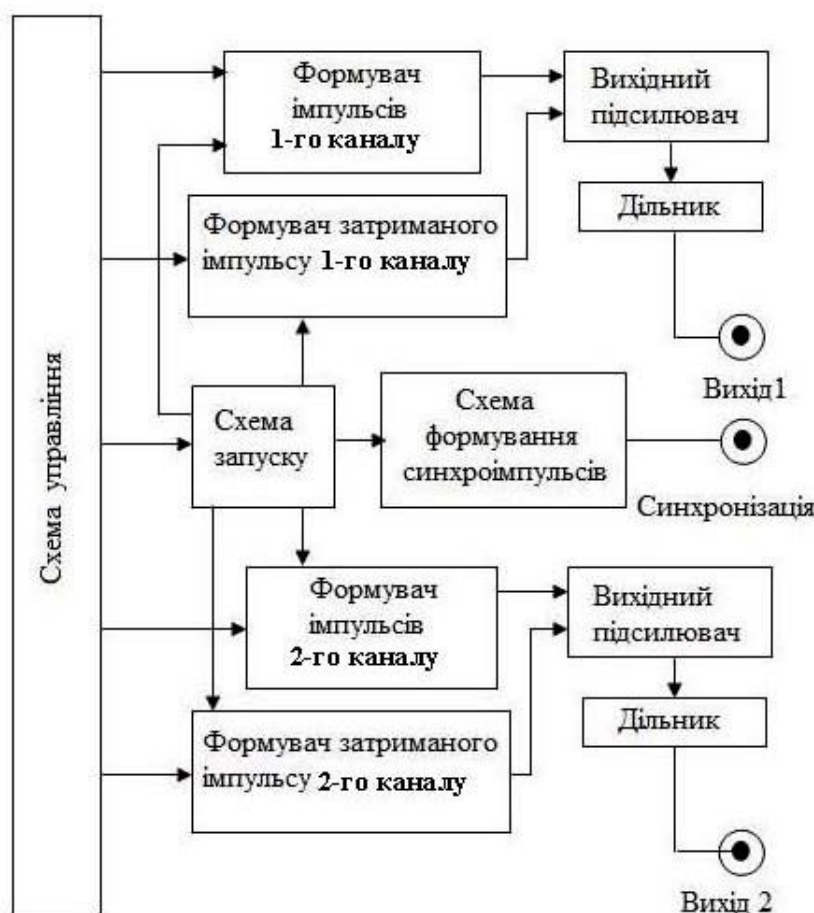 Схема управління
Формувач
імпульсів
1-го каналу
Вихідний
підсилювач
Дільник
Формувач затриманого
імпульсу 1-го каналу
Вихід1
Схема
запуску
Схема
формування
синхроімпульсів
Синхронізація
Формувач
імпульсів
2-го каналу
Вихідний
підсилювач
Дільник
Формувач затриманого
імпульсу 2-го каналу
Вихід 2